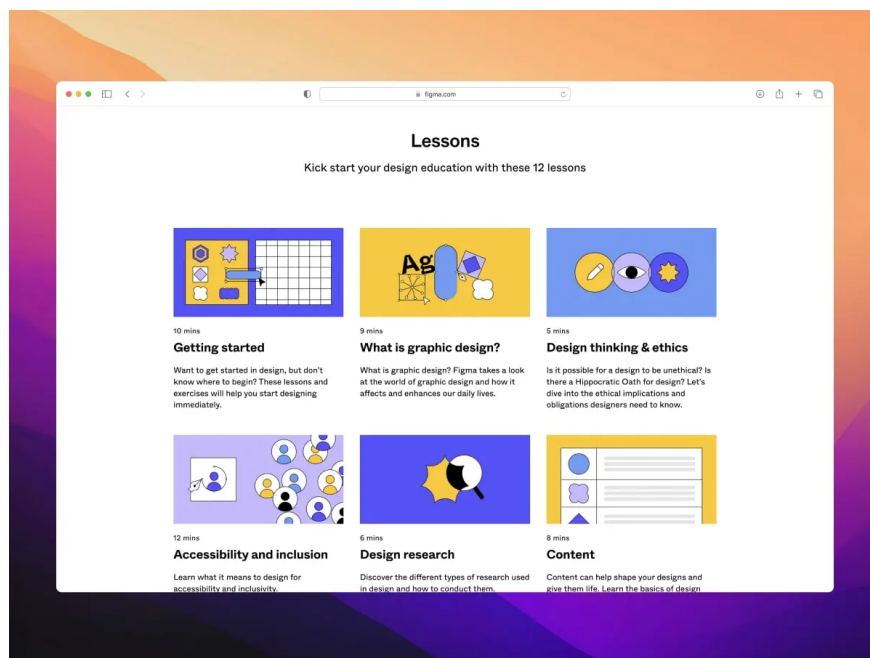 figma.com
Lessons
Kick start your design education with these 12 lessons
Ag
10 mins
Getting started
Want to get started in design, but don't
know where to begin? These lessons and
exercises will help you start designing
immediately.
9 mins
What is graphic design?
What is graphic design? Figma takes a look
at the world of graphic design and how it
affects and enhances our daily lives.
5 mins
Design thinking & ethics
Is it possible for a design to be unethical? Is
there a Hippocratic Oath for design? Let's
dive into the ethical implications and
obligations designers need to know.
12 mins
Accessibility and inclusion
Learn what it means to design for
accessibility and inclusivity.
6 mins
Design research
Discover the different types of research used
in design and how to conduct them.
8 mins
Content
Content can help shape your designs and
give them life. Learn the basics of design